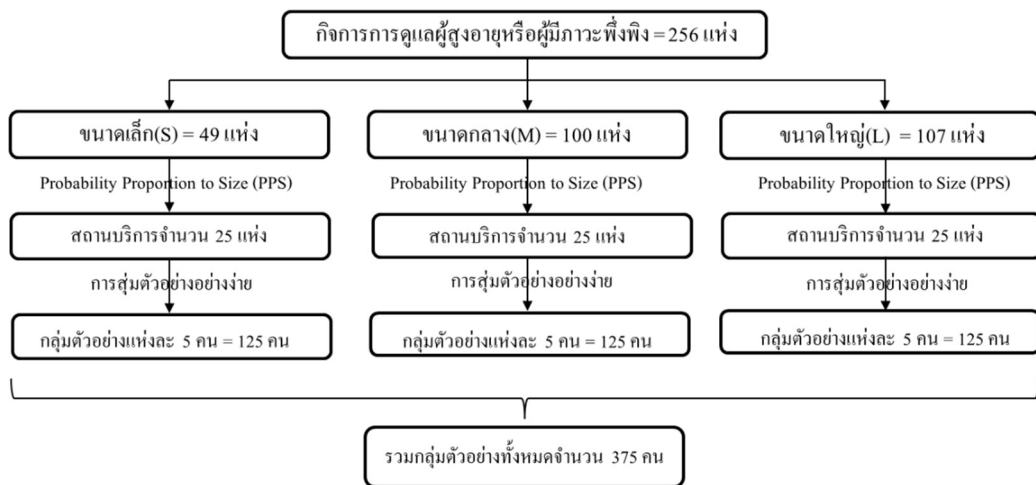 กิจการการดูแลผู้สูงอายุหรือผู้มีภาวะพึ่งพิง = 256 แห่ง
ขนาดเล็ก(S) = 49 แห่ง
ขนาดกลาง(M) = 100 แห่ง
ขนาดใหญ่(L) = 107 แห่ง
Probability Proportion to Size (PPS)
Probability Proportion to Size (PPS)
Probability Proportion to Size (PPS)
สถานบริการจำนวน 25 แห่ง
สถานบริการจำนวน 25 แห่ง
สถานบริการจำนวน 25 แห่ง
การสุ่มตัวอย่างอย่างง่าย
การสุ่มตัวอย่างอย่างง่าย
การสุ่มตัวอย่างอย่างง่าย
กลุ่มตัวอย่างแห่งละ 5 คน = 125 คน
กลุ่มตัวอย่างแห่งละ 5 คน = 125 คน
กลุ่มตัวอย่างแห่งละ 5 คน = 125 คน
รวมกลุ่มตัวอย่างทั้งหมดจำนวน 375 คน